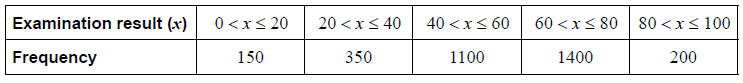 Examination result (x) 0 < x ≤ 20 20 < x ≤ 40 40 < x ≤ 60 60 < x ≤ 80 80 < x ≤ 100
Frequency 150 350 1100 1400 200